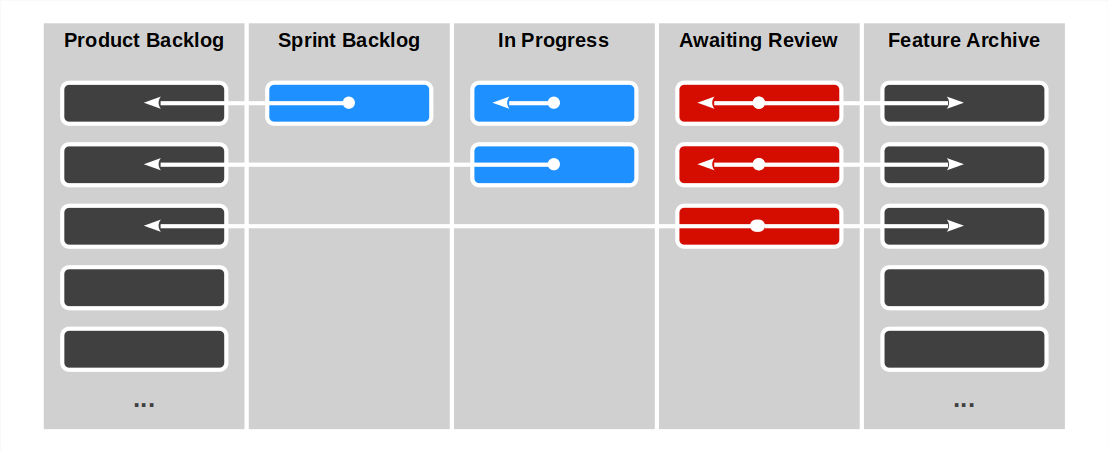 Product Backlog
Sprint Backlog
In Progress
Awaiting Review
Feature Archive
...
...